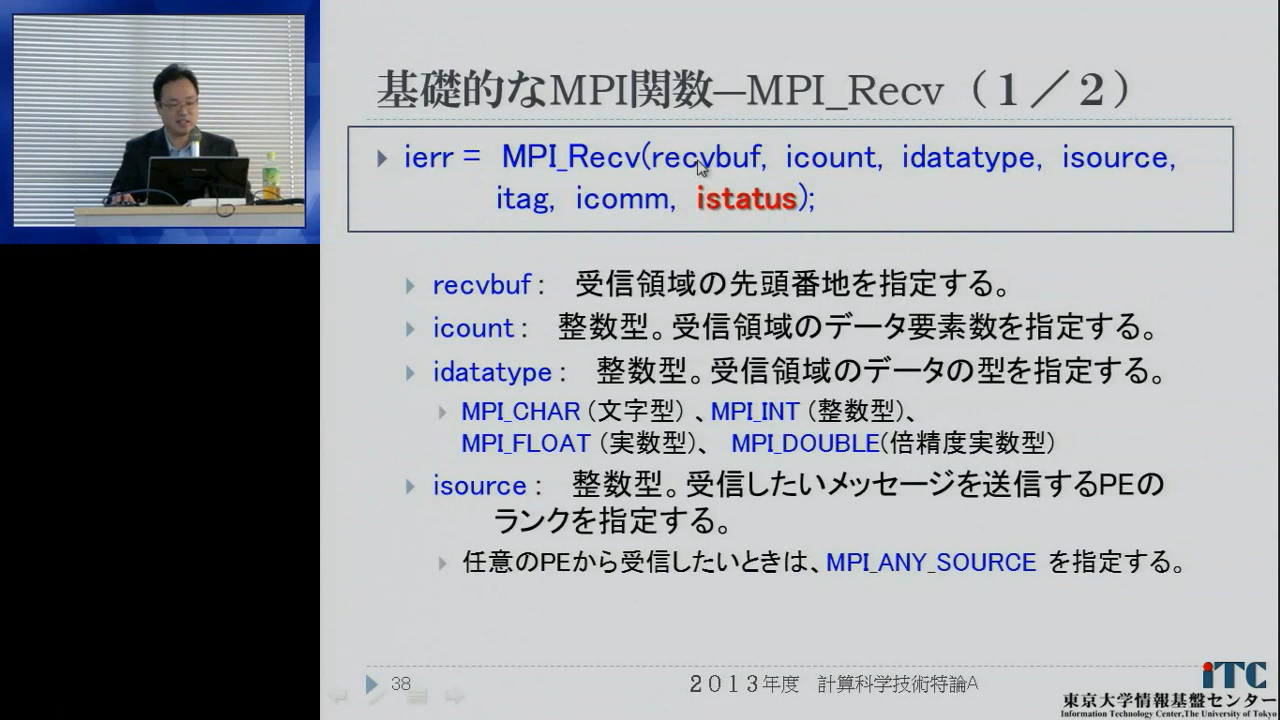 基礎的なMPI関数―MPI_Recv（１／２）
ierr = MPI_Recv(recvbuf, icount, idatatype, isource,
itag, icomm, istatus);
recvbuf : 受信領域の先頭番地を指定する。
icount : 整数型。受信領域のデータ要素数を指定する。
idatatype : 整数型。受信領域のデータの型を指定する。
MPI_CHAR (文字型) 、MPI_INT (整数型)、
MPI_FLOAT (実数型)、 MPI_DOUBLE(倍精度実数型)
isource : 整数型。受信したいメッセージを送信するPEの
ランクを指定する。
任意のPEから受信したいときは、MPI_ANY_SOURCE を指定する。
38
２０１３年度 計算科学技術特論A
iTC
東京大学情報基盤センター
Information Technology Center,The University of Tokyo